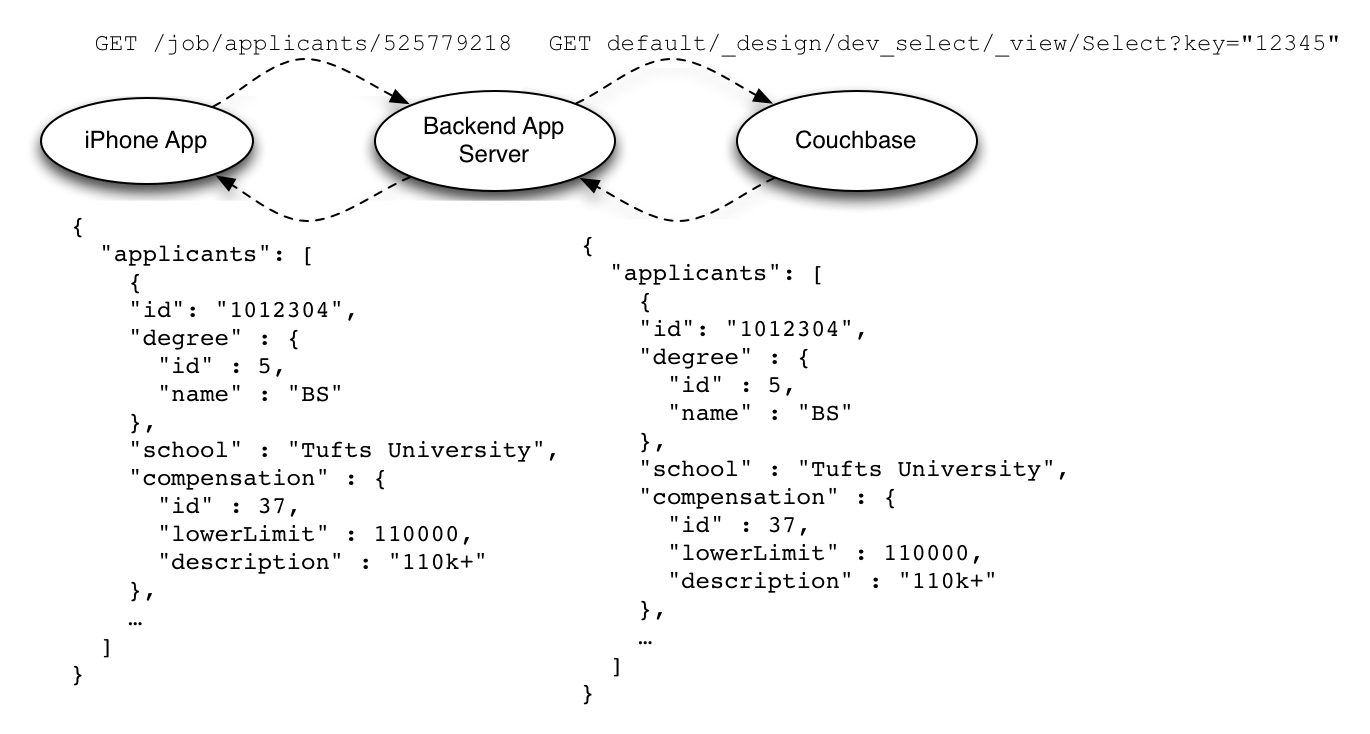 GET /job/applicants/525779218
GET default/_design/dev_select/_view/Select?key="12345"
iPhone App
Backend App
Server
Couchbase
{
"applicants": [
{
"id": "1012304",
"degree" : {
"id" : 5,
"name" : "BS"
},
"school" : "Tufts University",
"compensation" : {
"id" : 37,
"lowerLimit" : 110000,
"description" : "110k+"
},
…
]
}
{
"applicants": [
{
"id": "1012304",
"degree" : {
"id" : 5,
"name" : "BS"
},
"school" : "Tufts University",
"compensation" : {
"id" : 37,
"lowerLimit" : 110000,
"description" : "110k+"
},
…
]
}